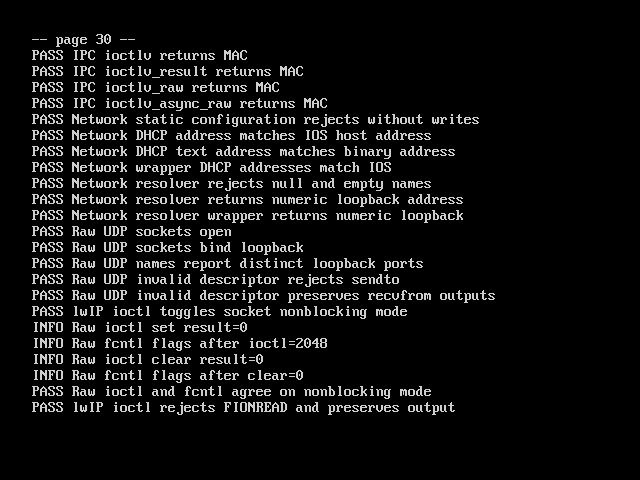 -- page 30 --
PASS IPC ioctlv returns MAC
PASS IPC ioctlv_result returns MAC
PASS IPC ioctlv_raw returns MAC
PASS IPC ioctlv_async_raw returns MAC
PASS Network static configuration rejects without writes
PASS Network DHCP address matches IOS host address
PASS Network DHCP text address matches binary address
PASS Network wrapper DHCP addresses match IOS
PASS Network resolver rejects null and empty names
PASS Network resolver returns numeric loopback address
PASS Network resolver wrapper returns numeric loopback
PASS Raw UDP sockets open
PASS Raw UDP sockets bind loopback
PASS Raw UDP names report distinct loopback ports
PASS Raw UDP invalid descriptor rejects sendto
PASS Raw UDP invalid descriptor preserves recvfrom outputs
PASS lwIP ioctl toggles socket nonblocking mode
INFO Raw ioctl set result=0
INFO Raw fcntl flags after ioctl=2048
INFO Raw ioctl clear result=0
INFO Raw fcntl flags after clear=0
PASS Raw ioctl and fcntl agree on nonblocking mode
PASS lwIP ioctl rejects FIONREAD and preserves output